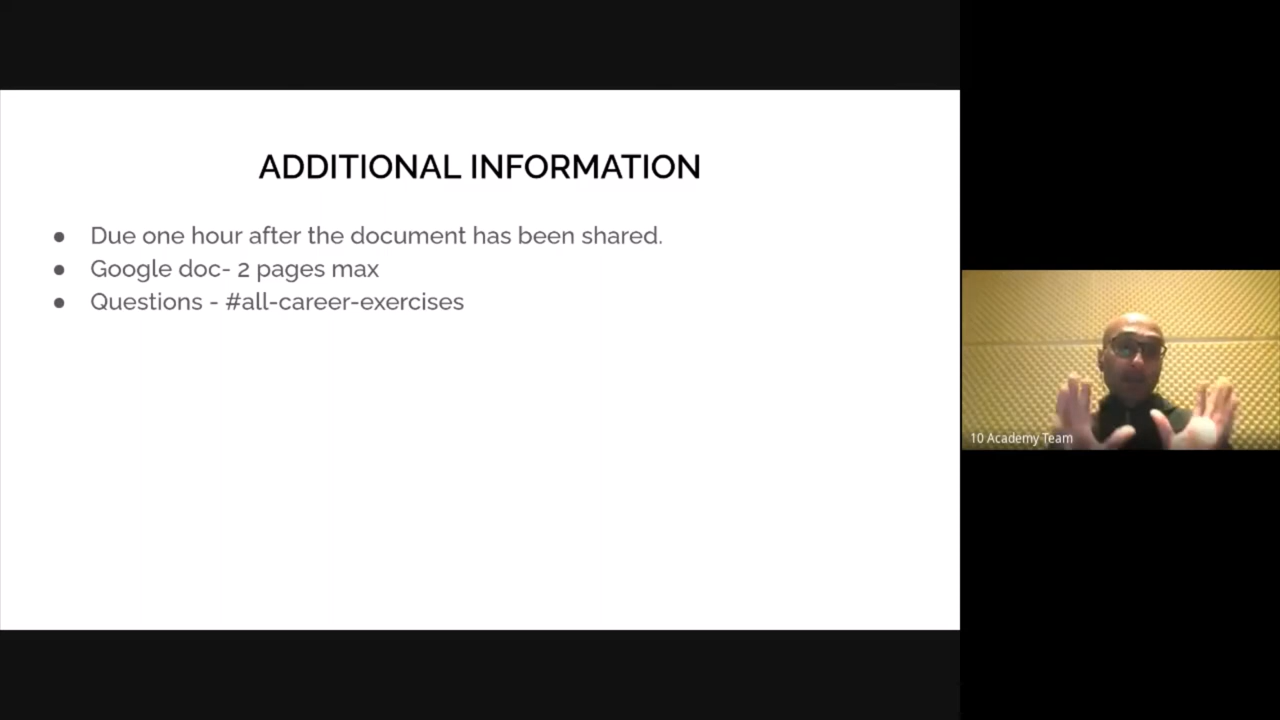 ADDITIONAL INFORMATION
● Due one hour after the document has been shared.
● Google doc- 2 pages max
● Questions - #all-career-exercises
10 Academy Team